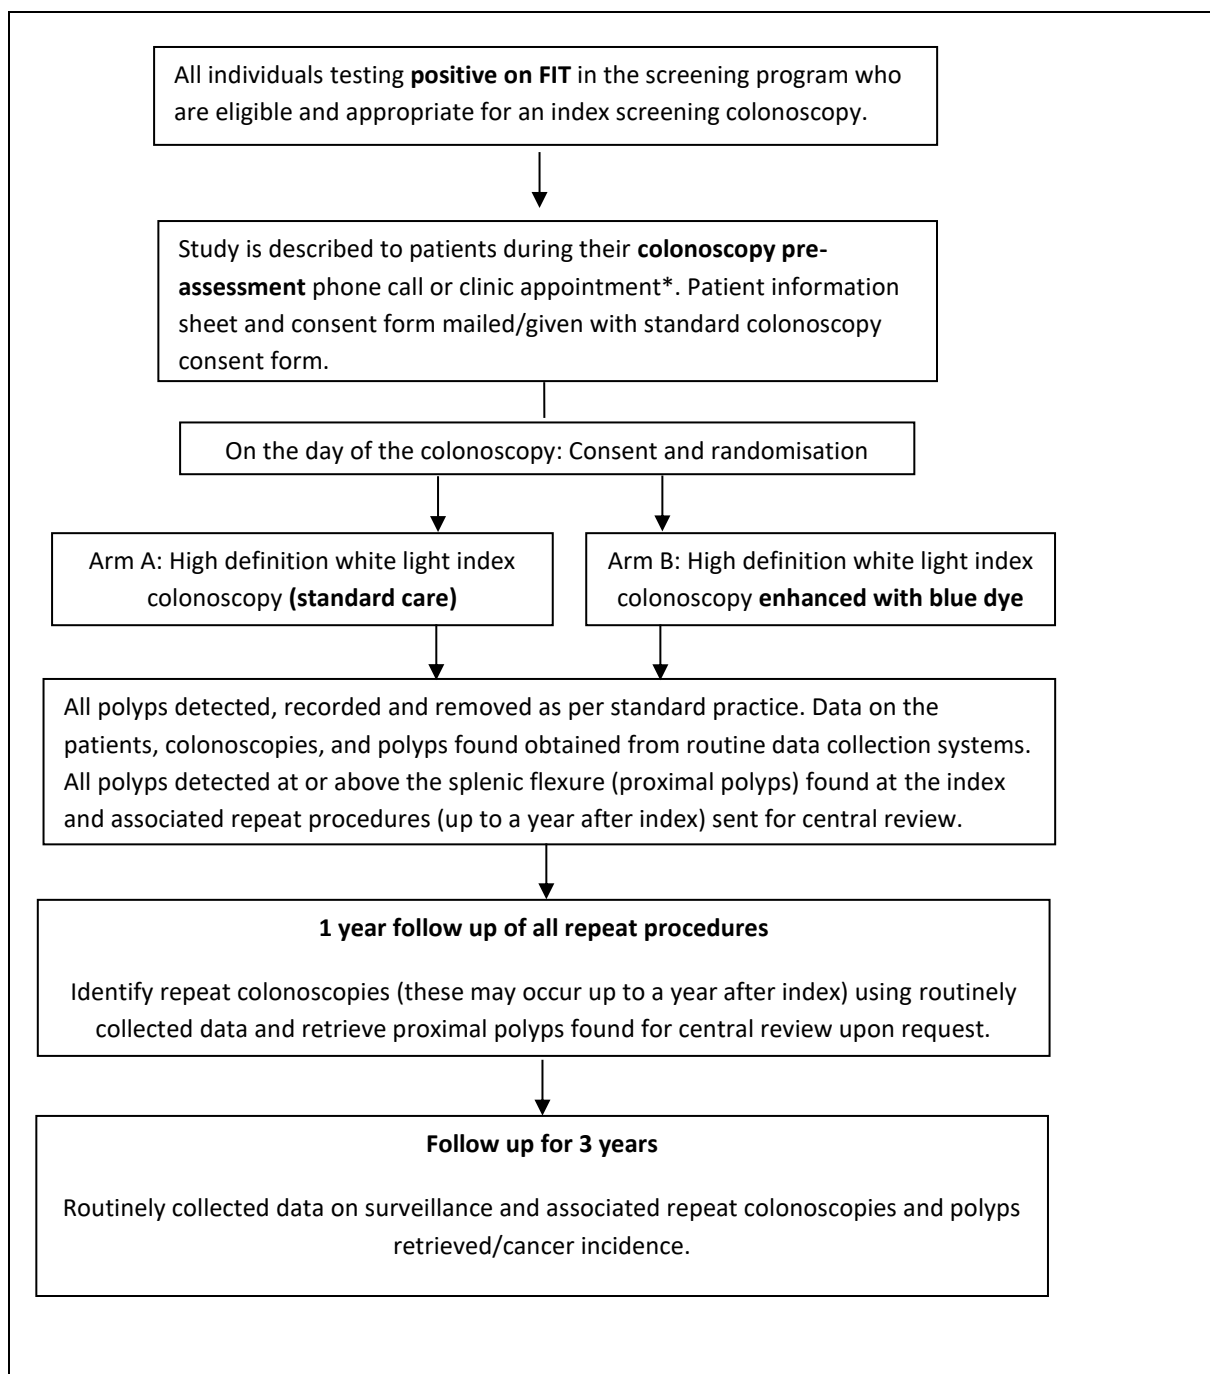 All individuals testing positive on FIT in the screening program who
are eligible and appropriate for an index screening colonoscopy.
Study is described to patients during their colonoscopy pre-
assessment phone call or clinic appointment*. Patient information
sheet and consent form mailed/given with standard colonoscopy
consent form.
On the day of the colonoscopy: Consent and randomisation
Arm A: High definition white light index
colonoscopy (standard care)
Arm B: High definition white light index
colonoscopy enhanced with blue dye
All polyps detected, recorded and removed as per standard practice. Data on the
patients, colonoscopies, and polyps found obtained from routine data collection systems.
All polyps detected at or above the splenic flexure (proximal polyps) found at the index
and associated repeat procedures (up to a year after index) sent for central review.
1 year follow up of all repeat procedures
Identify repeat colonoscopies (these may occur up to a year after index) using routinely
collected data and retrieve proximal polyps found for central review upon request.
Follow up for 3 years
Routinely collected data on surveillance and associated repeat colonoscopies and polyps
retrieved/cancer incidence.